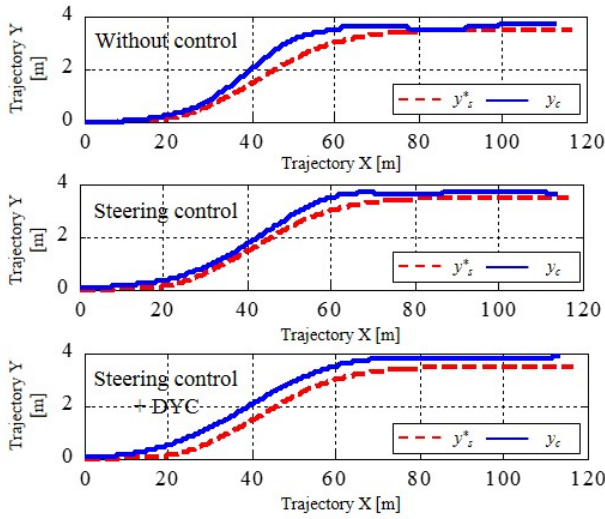 Trajectory Y
[m]
4
2
0
Without control
y*s yc
0 20 40 60 80 100 120
Trajectory X [m]
Trajectory Y
[m]
4
2
0
Steering control
y*s yc
0 20 40 60 80 100 120
Trajectory X [m]
Trajectory Y
[m]
4
2
0
Steering control
+ DYC
y*s yc
0 20 40 60 80 100 120
Trajectory X [m]